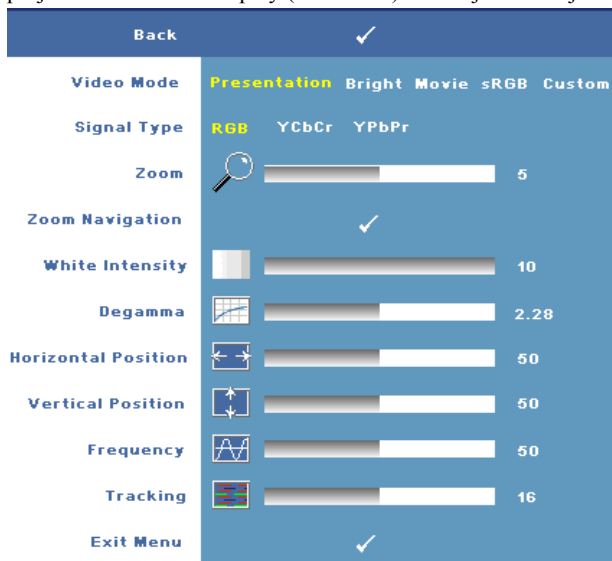 Back
Video Mode Presentation Bright Movie sRGB Custom
Signal Type RGB YCbCr YPbPr
Zoom 5
Zoom Navigation
White Intensity 10
Degamma 2.28
Horizontal Position 50
Vertical Position 50
Frequency 50
Tracking 16
Exit Menu